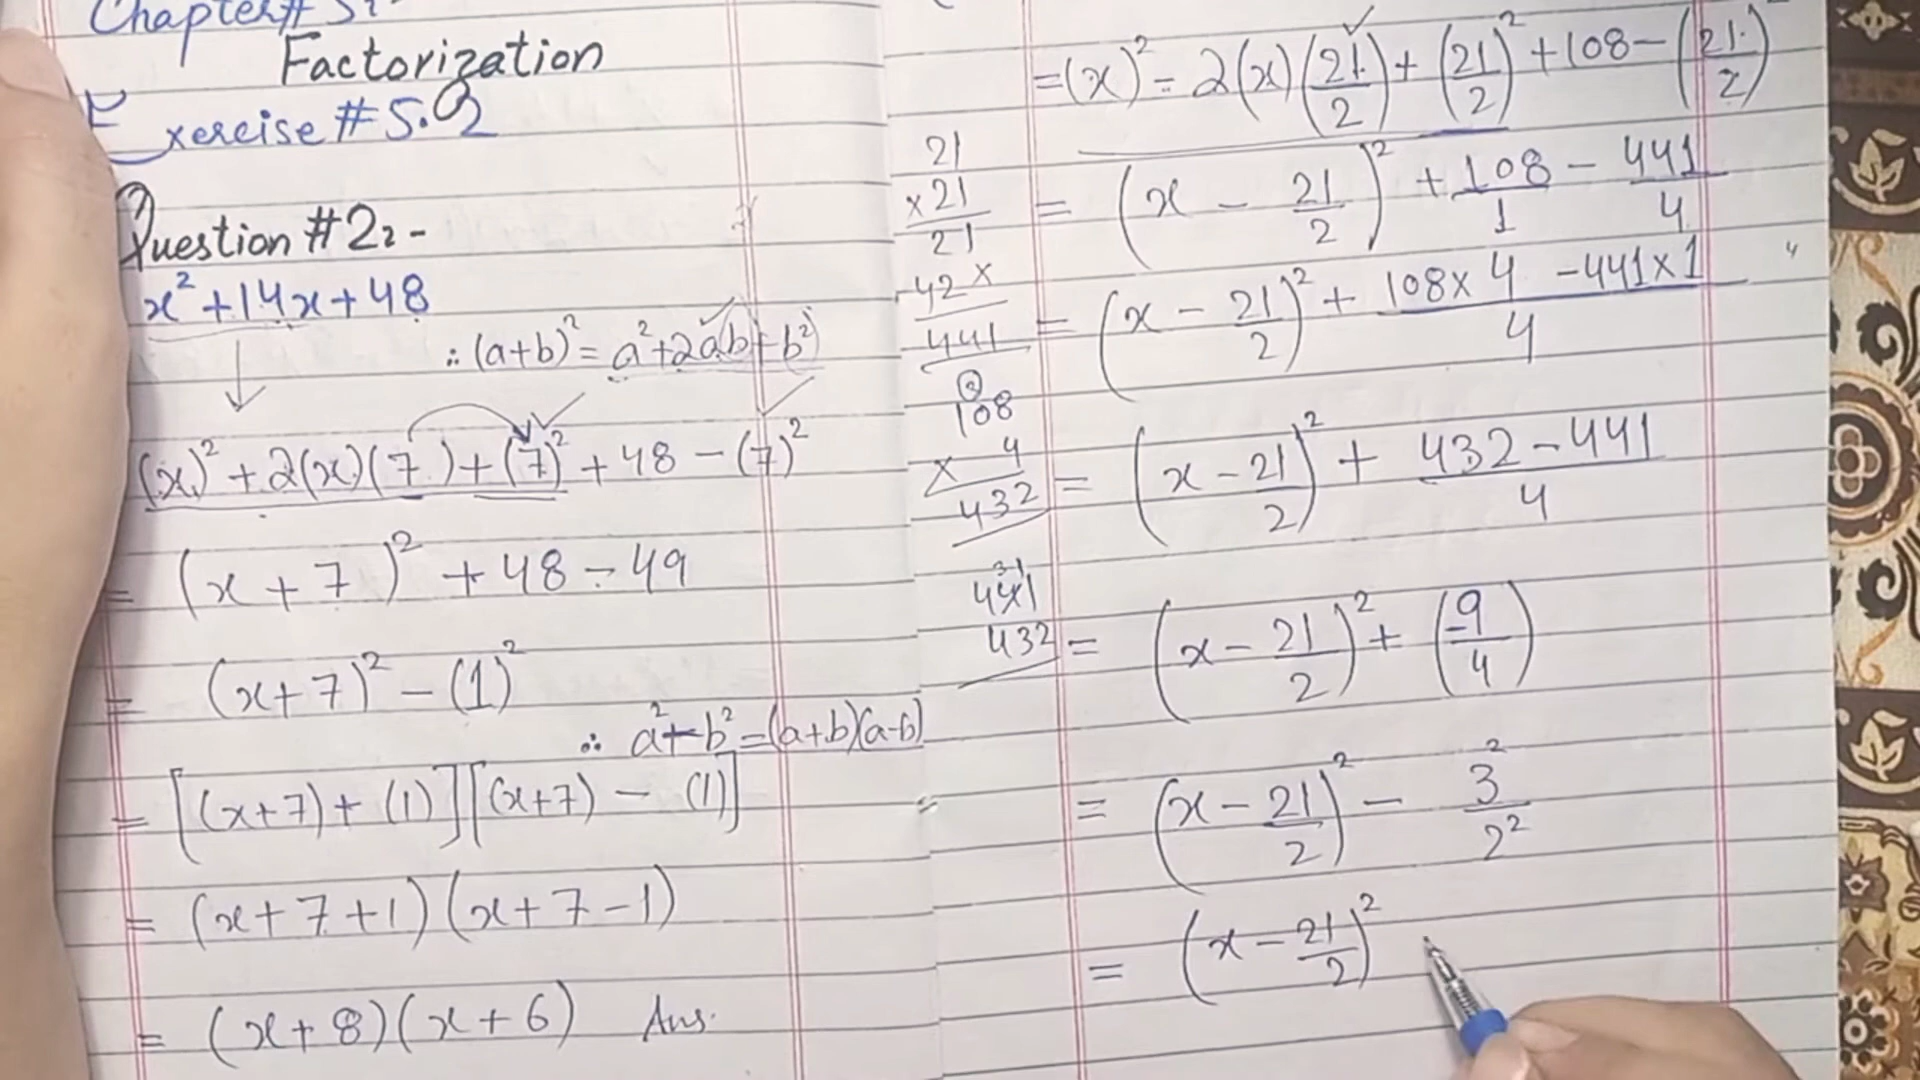 Chapter#5:
Factorization
Exercise #5.2
Question #2:-
x²+14x+48
∴ (a+b)² = a²+2ab+b²
(x)²+2(x)(7)+(7)²+48-(7)²
= (x+7)²+48-49
= (x+7)²-(1)²
∴ a²-b²=(a+b)(a-b)
= [(x+7)+(1)][(x+7)-(1)]
= (x+7+1)(x+7-1)
= (x+8)(x+6) Ans.
=(x)²-2(x)(21/2)+(21/2)²+108-(21/2)²
= (x-21/2)²+108/1-441/4
= (x-21/2)²+108×4-441×1/4
= (x-21/2)²+432-441/4
= (x-21/2)²+(-9/4)
= (x-21/2)²-3²/2²
= (x-21/2)²
21
×21
21
42×
441
3
108
× 4
432
31
441
432